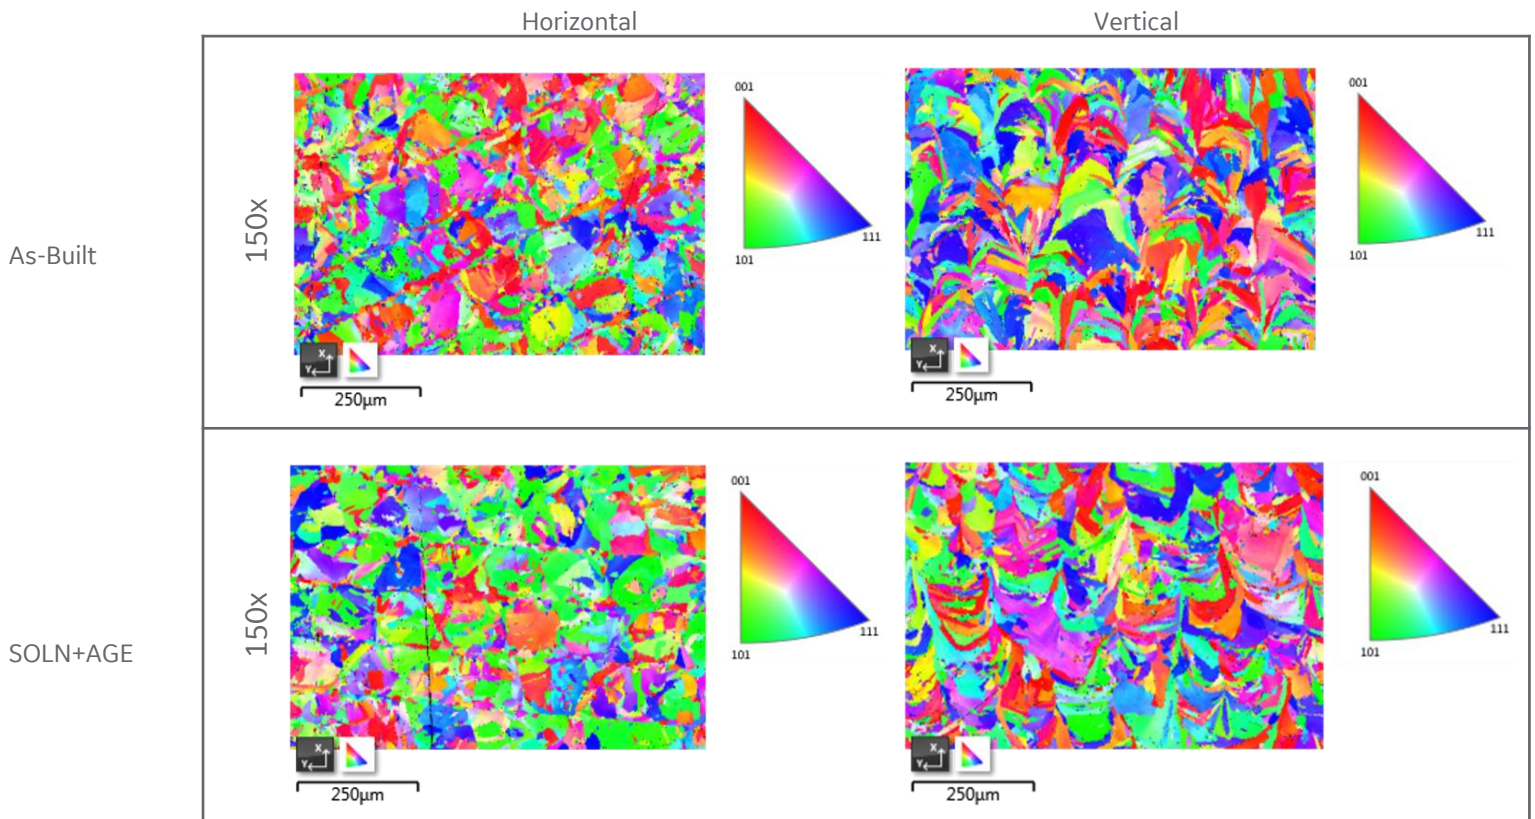 Horizontal
Vertical
As-Built
150x
001
101
111
X
Y
250μm
001
101
111
X
Y
250μm
SOLN+AGE
150x
001
101
111
X
Y
250μm
001
101
111
X
Y
250μm